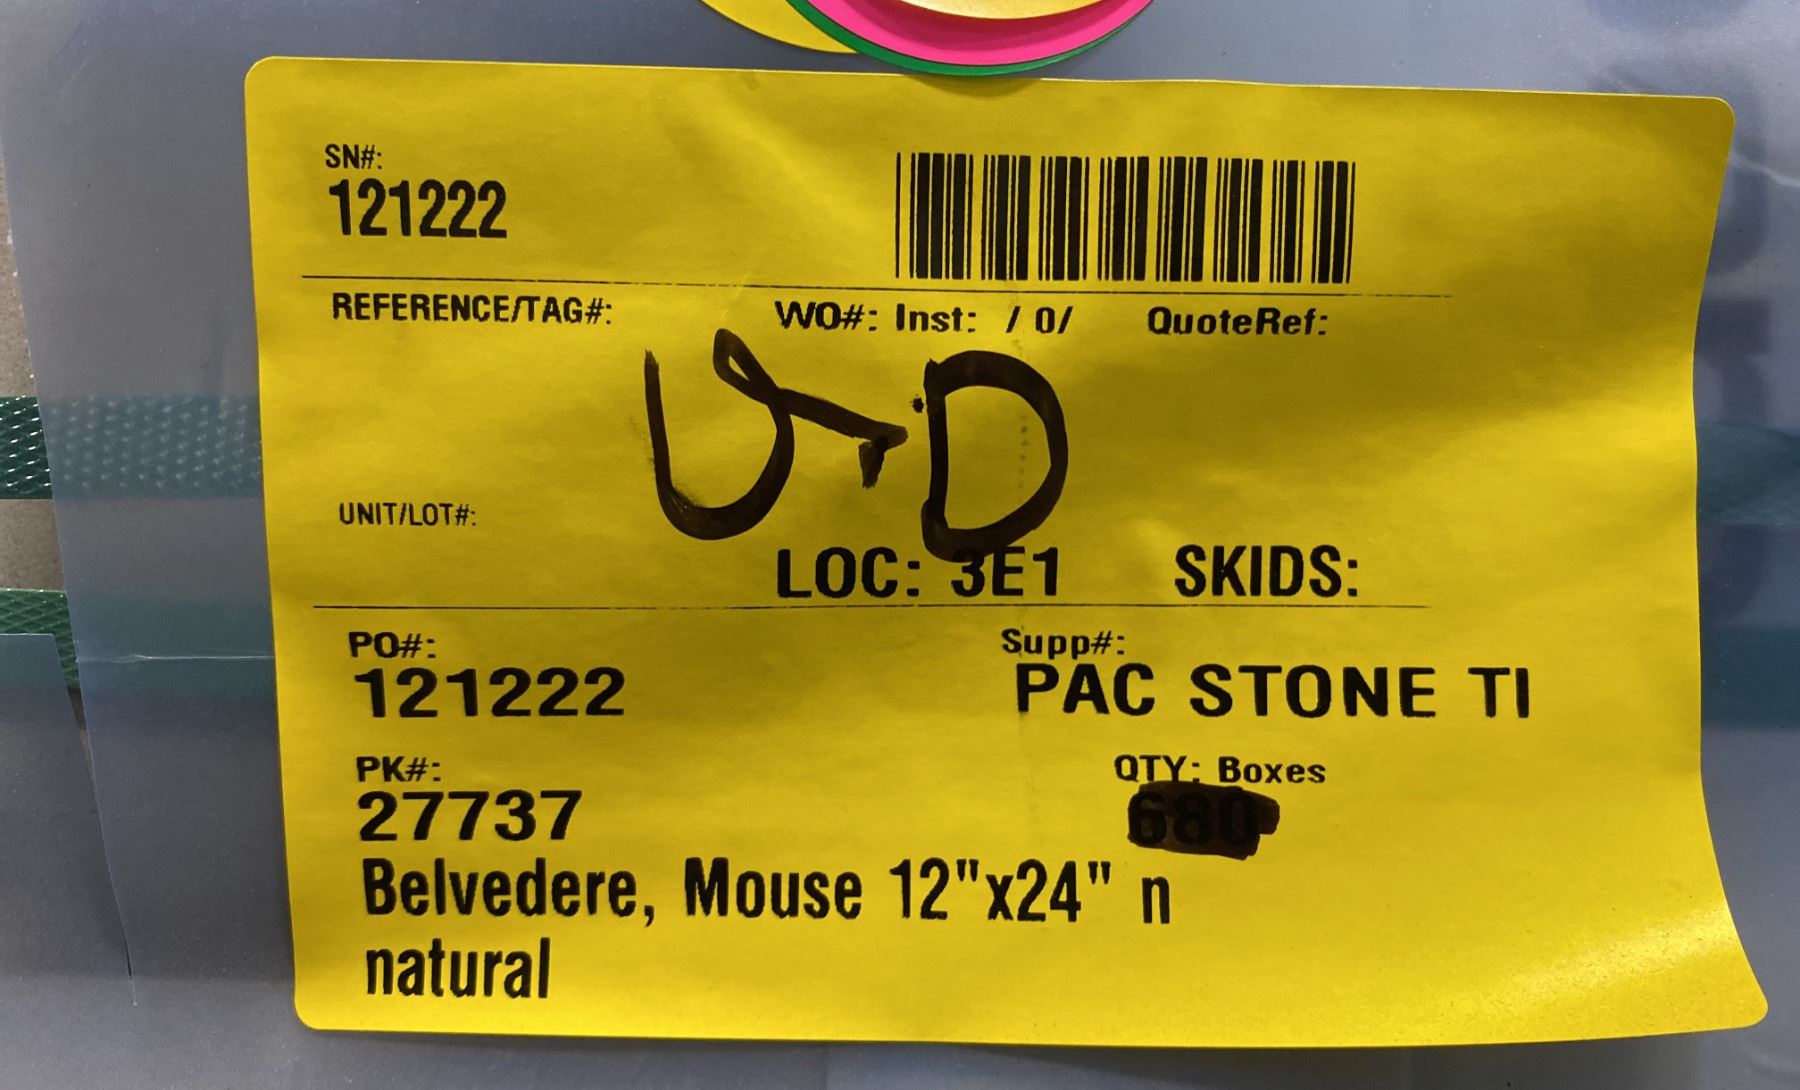 SN#:
121222
REFERENCE/TAG#: WO#: Inst: / 0/ QuoteRef:
UNIT/LOT#:
LOC: 3E1 SKIDS:
PO#: Supp#:
121222 PAC STONE TI
PK#: QTY: Boxes
27737 680
Belvedere, Mouse 12"x24" n
natural